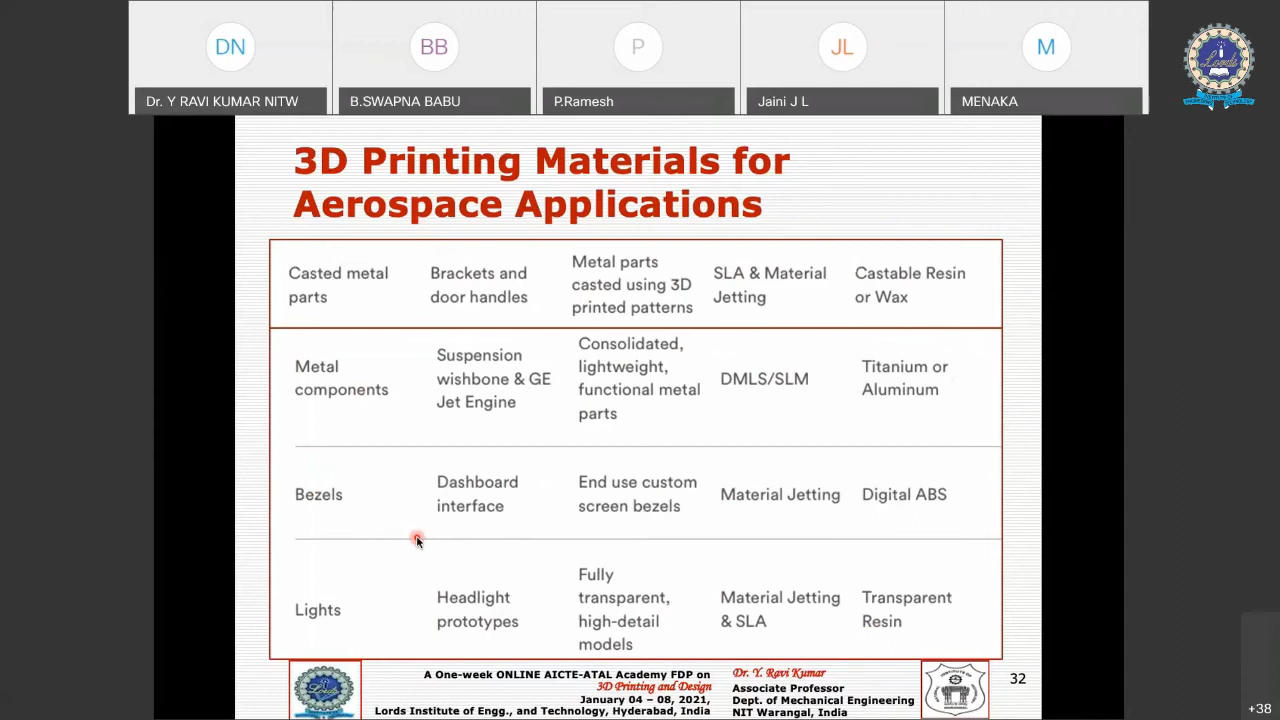 DN
BB
P
JL
M
Dr. Y RAVI KUMAR NITW
B.SWAPNA BABU
P.Ramesh
Jaini J L
MENAKA
Lords
3D Printing Materials for
Aerospace Applications
Casted metal
parts
Brackets and
door handles
Metal parts
casted using 3D
printed patterns
SLA & Material
Jetting
Castable Resin
or Wax
Metal
components
Suspension
wishbone & GE
Jet Engine
Consolidated,
lightweight,
functional metal
parts
DMLS/SLM
Titanium or
Aluminum
Bezels
Dashboard
interface
End use custom
screen bezels
Material Jetting
Digital ABS
Lights
Headlight
prototypes
Fully
transparent,
high-detail
models
Material Jetting
& SLA
Transparent
Resin
Lords
A One-week ONLINE AICTE-ATAL Academy FDP on
3D Printing and Design
January 04 – 08, 2021,
Lords Institute of Engg., and Technology, Hyderabad, India
Dr. Y. Ravi Kumar
Associate Professor
Dept. of Mechanical Engineering
NIT Warangal, India
32
+38